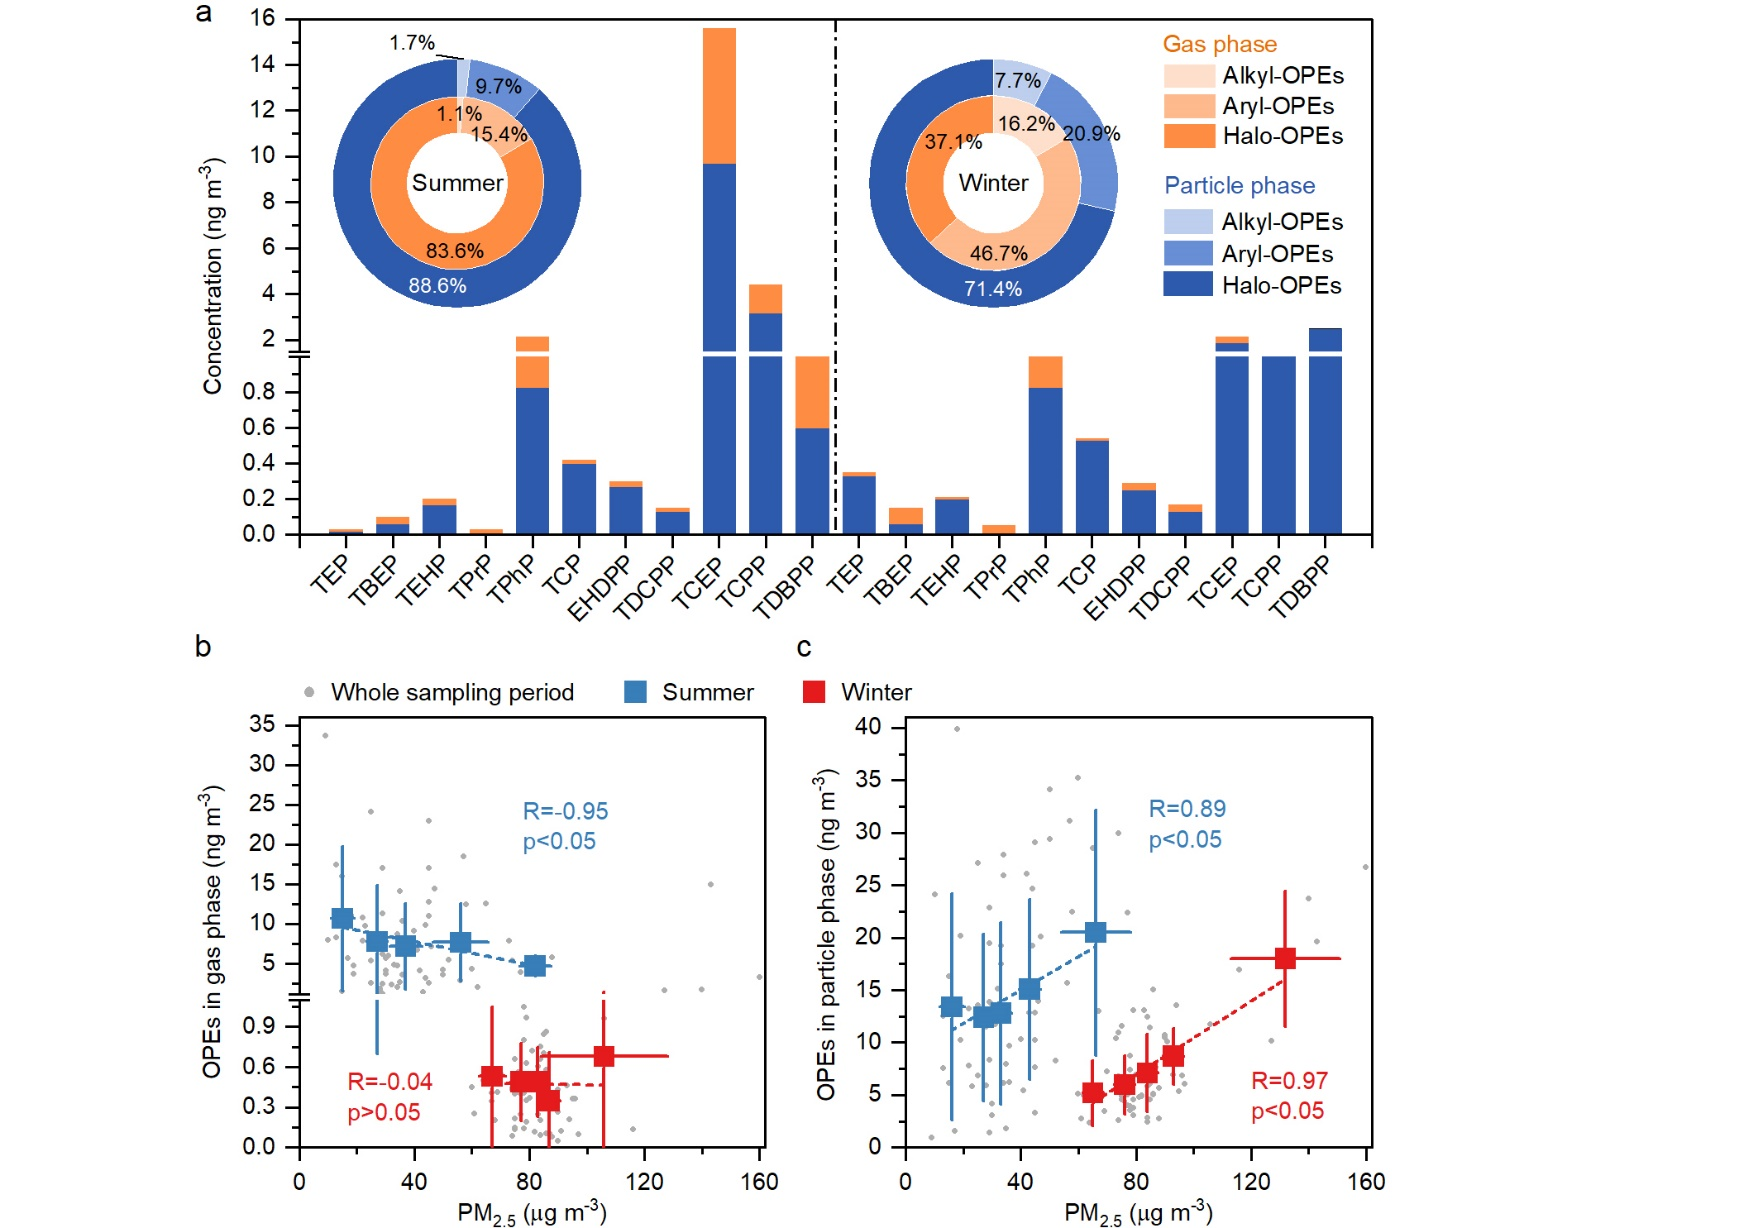 a
Concentration (ng m-3)
16
14
12
10
8
6
4
2
0.8
0.6
0.4
0.2
0.0
1.7%
9.7%
1.1%
15.4%
Summer
83.6%
88.6%
7.7%
16.2%
20.9%
37.1%
Winter
46.7%
71.4%
Gas phase
Alkyl-OPEs
Aryl-OPEs
Halo-OPEs
Particle phase
Alkyl-OPEs
Aryl-OPEs
Halo-OPEs
TEP TBEP TEHP TPrP TPhP TCP EHDPP TDCPP TCEP TCPP TDBPP TEP TBEP TEHP TPrP TPhP TCP EHDPP TDCPP TCEP TCPP TDBPP
b
c
Whole sampling period Summer Winter
OPEs in gas phase (ng m-3)
35
30
25
20
15
10
5
0.9
0.6
0.3
0.0
R=-0.95
p<0.05
R=-0.04
p>0.05
0 40 80 120 160
PM2.5 (μg m-3)
OPEs in particle phase (ng m-3)
40
35
30
25
20
15
10
5
0
R=0.89
p<0.05
R=0.97
p<0.05
0 40 80 120 160
PM2.5 (μg m-3)